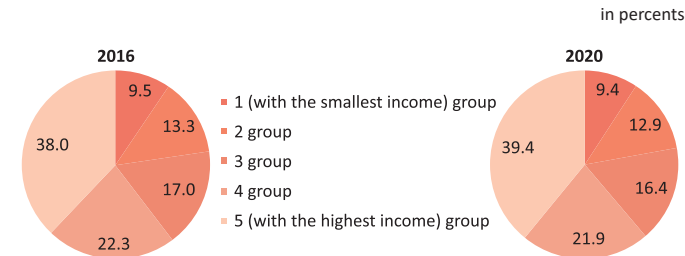 in percents
2016
2020
9.5
13.3
17.0
22.3
38.0
1 (with the smallest income) group
2 group
3 group
4 group
5 (with the highest income) group
9.4
12.9
16.4
21.9
39.4